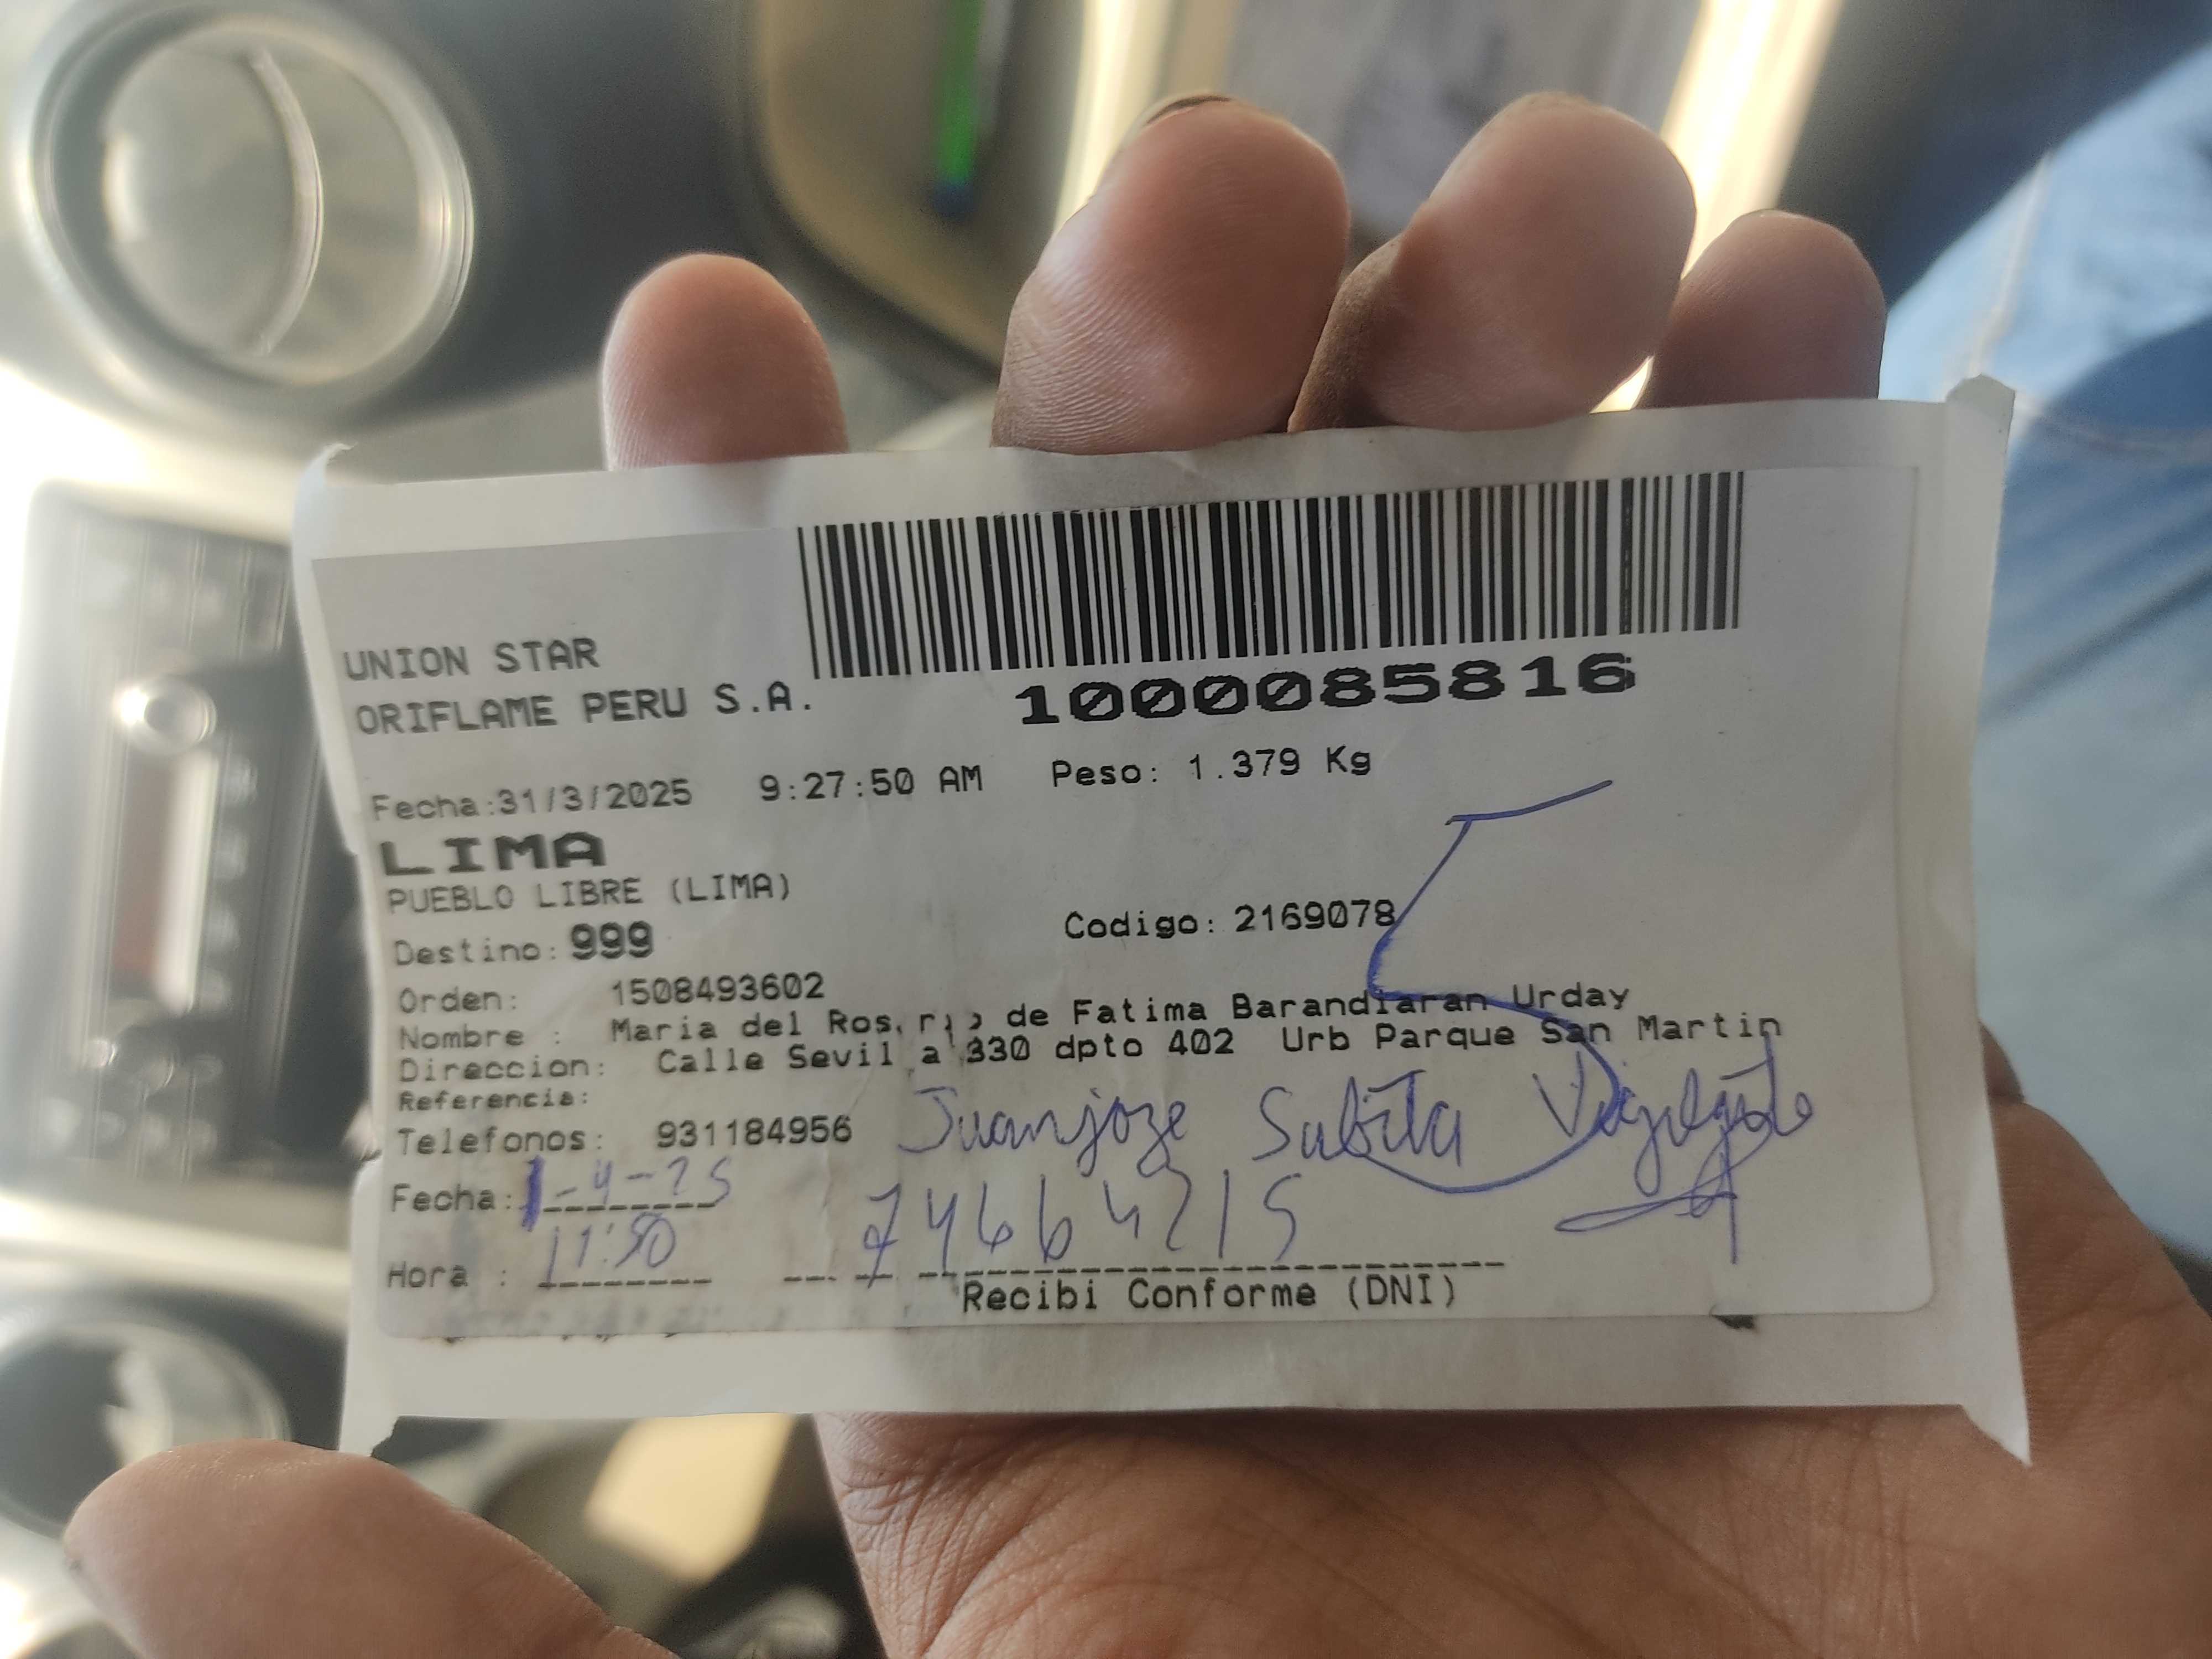 UNION STAR
ORIFLAME PERU S.A.
1000085816
Fecha:31/3/2025 9:27:50 AM Peso: 1.379 Kg
LIMA
PUEBLO LIBRE (LIMA)
Destino: 999 Codigo: 2169078
Orden: 1508493602
Nombre : Maria del Ros de Fatima Barandiaran Urday
Direccion: Calle Sevil a 330 dpto 402 Urb Parque San Martin
Referencia:
Telefonos: 931184956 Juanjoze
Fecha: 1-4-25
Hora : 11:50
74664215
Recibi Conforme (DNI)